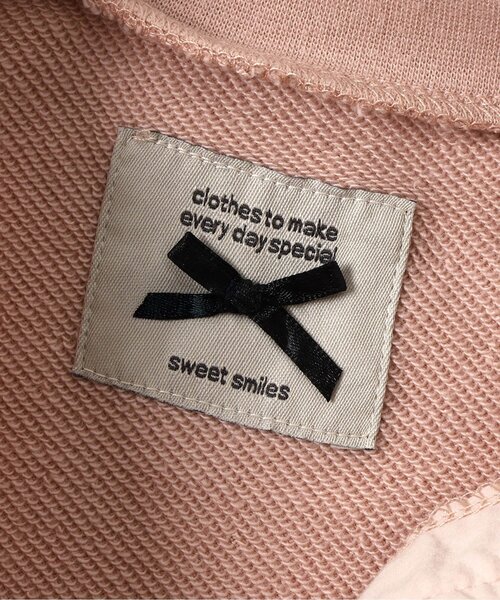 clothes to make
every day special
sweet smiles